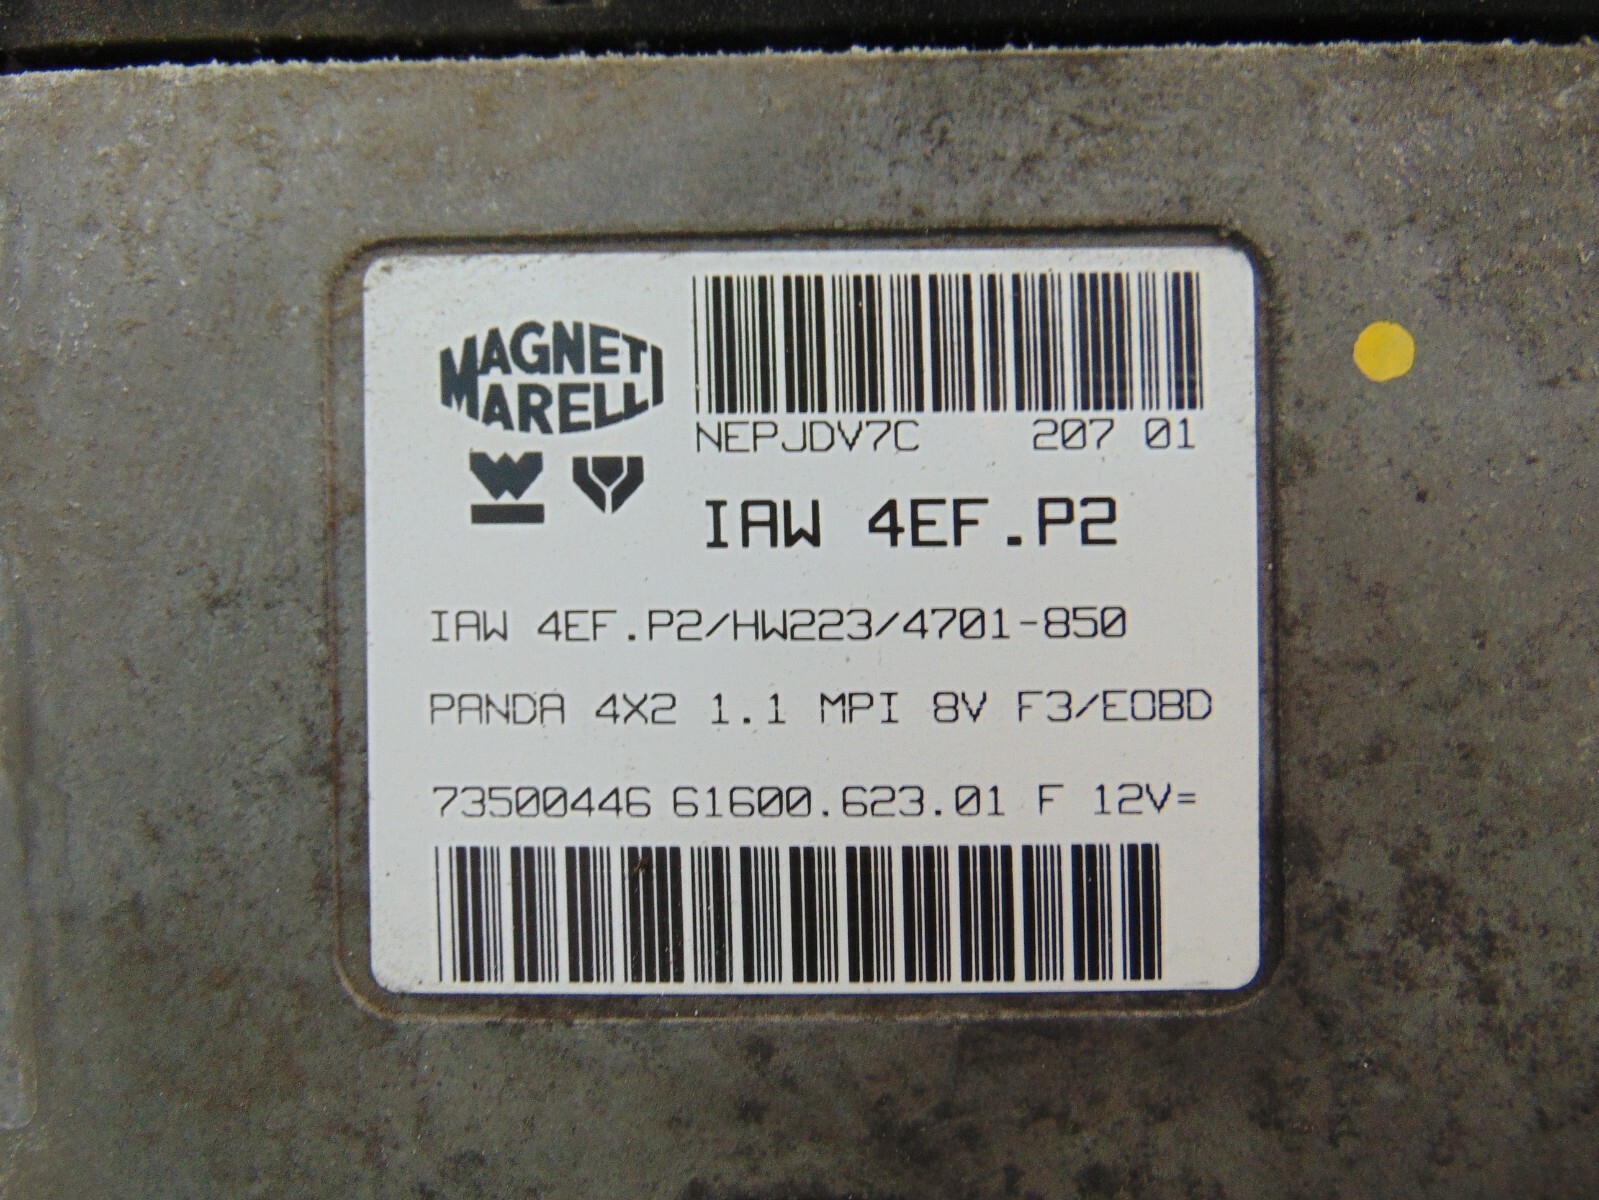 MAGNETI
MARELLI
NEPJDV7C 207 01
IAW 4EF.P2
IAW 4EF.P2/HW223/4701-850
PANDA 4X2 1.1 MPI 8V F3/EOBD
73500446 61600.623.01 F 12V=